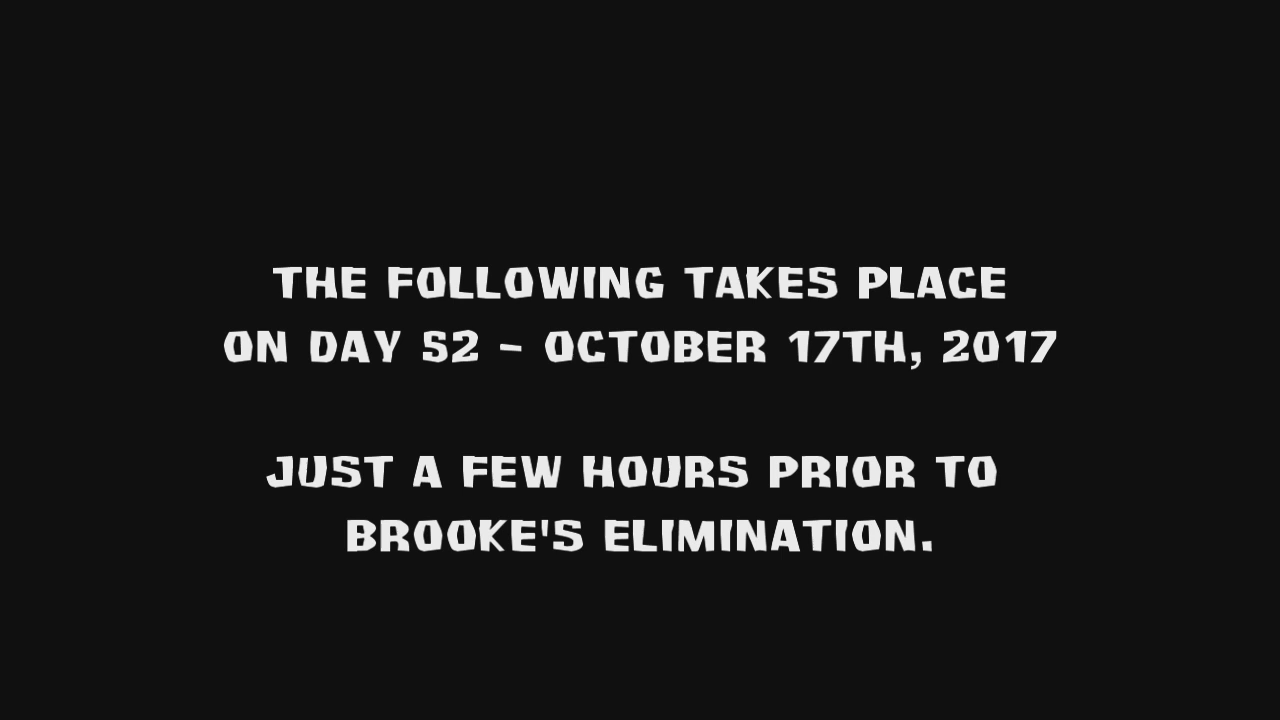 THE FOLLOWING TAKES PLACE
ON DAY 52 - OCTOBER 17TH, 2017
JUST A FEW HOURS PRIOR TO
BROOKE'S ELIMINATION.